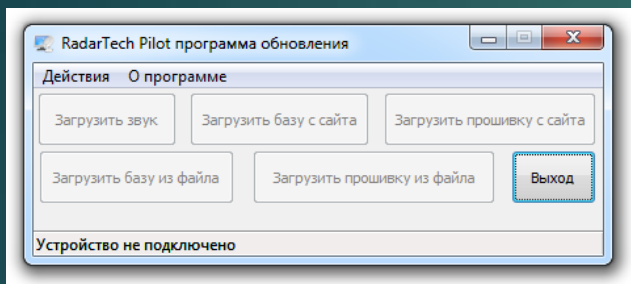 RadarTech Pilot программа обновления
Действия О программе
Загрузить звук Загрузить базу с сайта Загрузить прошивку с сайта
Загрузить базу из файла Загрузить прошивку из файла Выход
Устройство не подключено